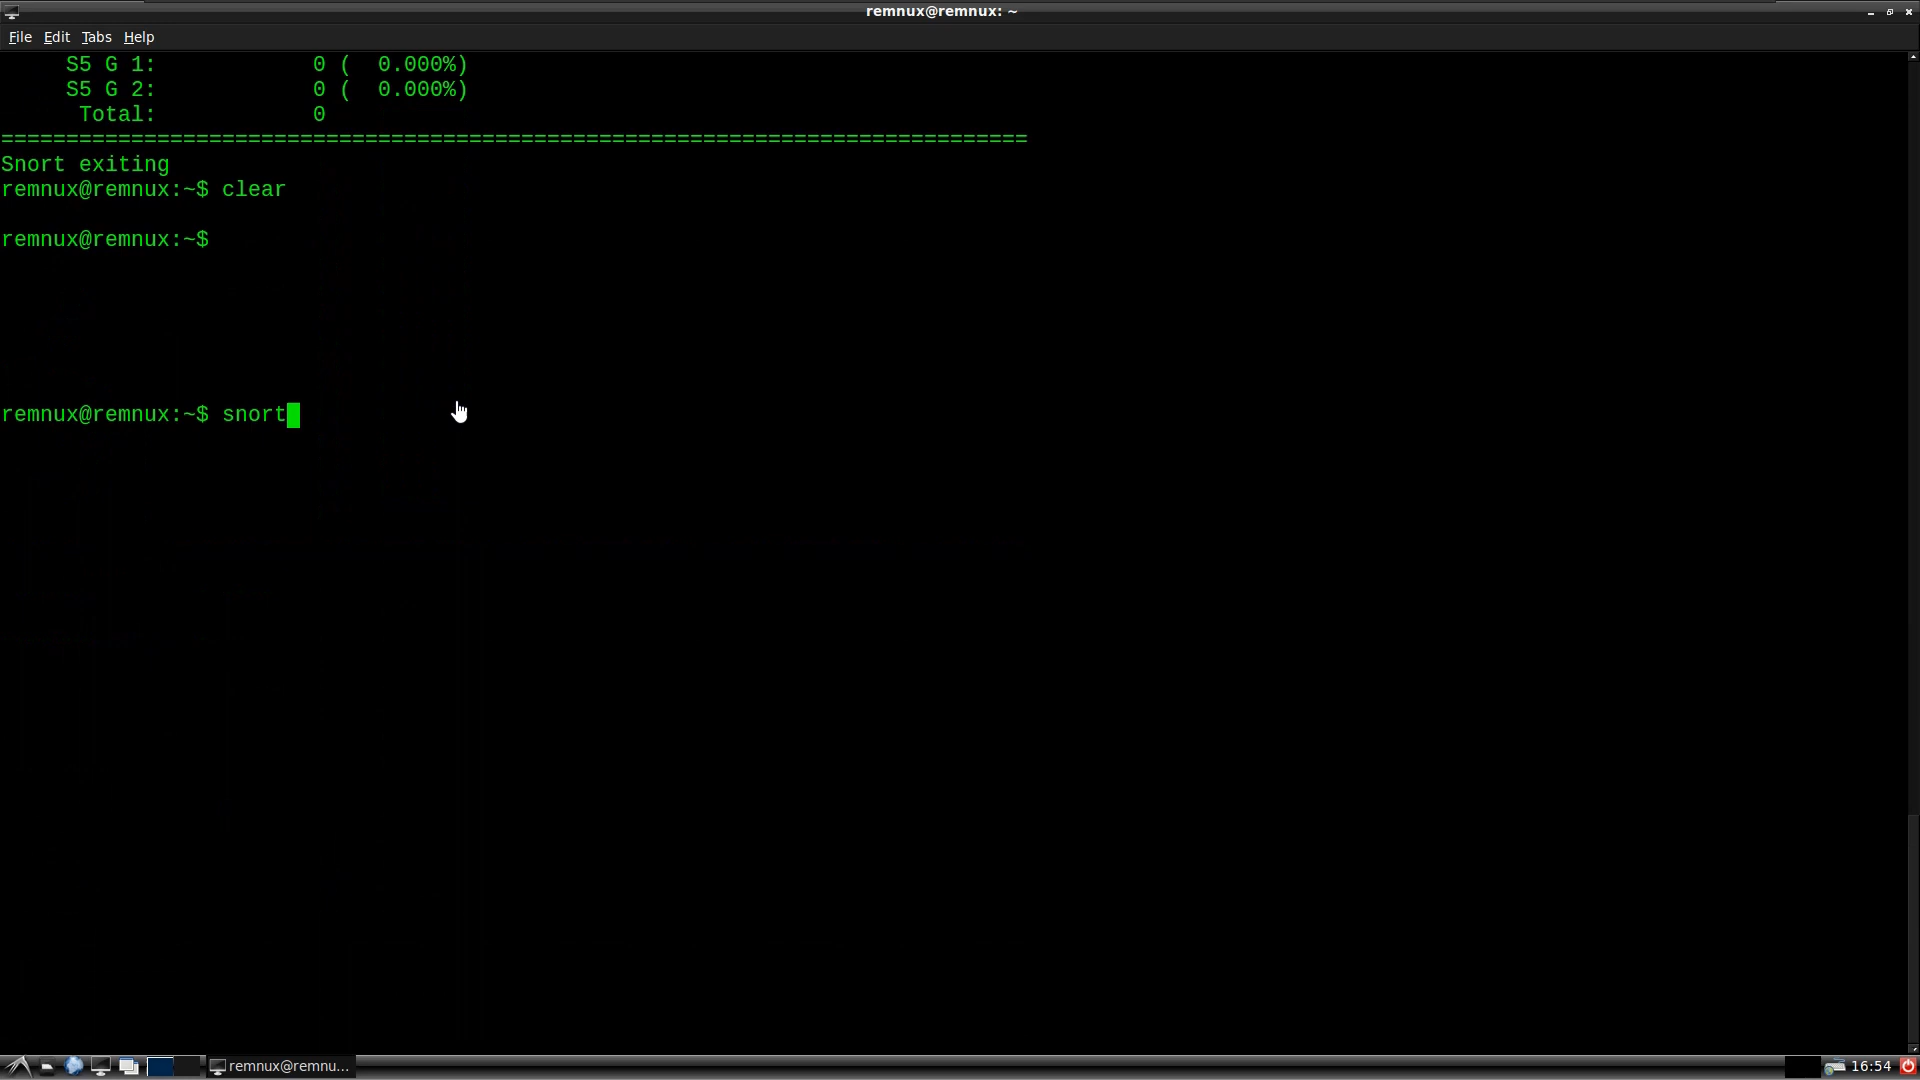 remnux@remnux: ~
File Edit Tabs Help
S5 G 1: 0 ( 0.000%)
S5 G 2: 0 ( 0.000%)
Total: 0
===============================================================================
Snort exiting
remnux@remnux:~$ clear
remnux@remnux:~$
remnux@remnux:~$ snort
remnux@remnu... 16:54